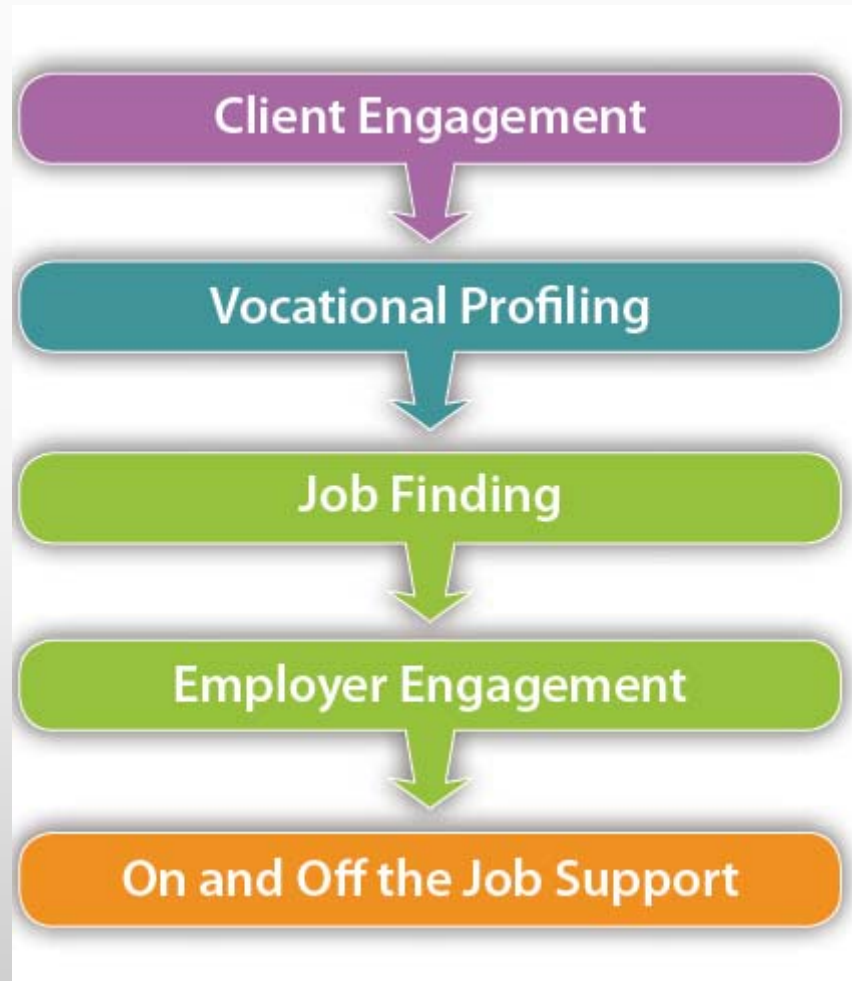 Client Engagement
Vocational Profiling
Job Finding
Employer Engagement
On and Off the Job Support